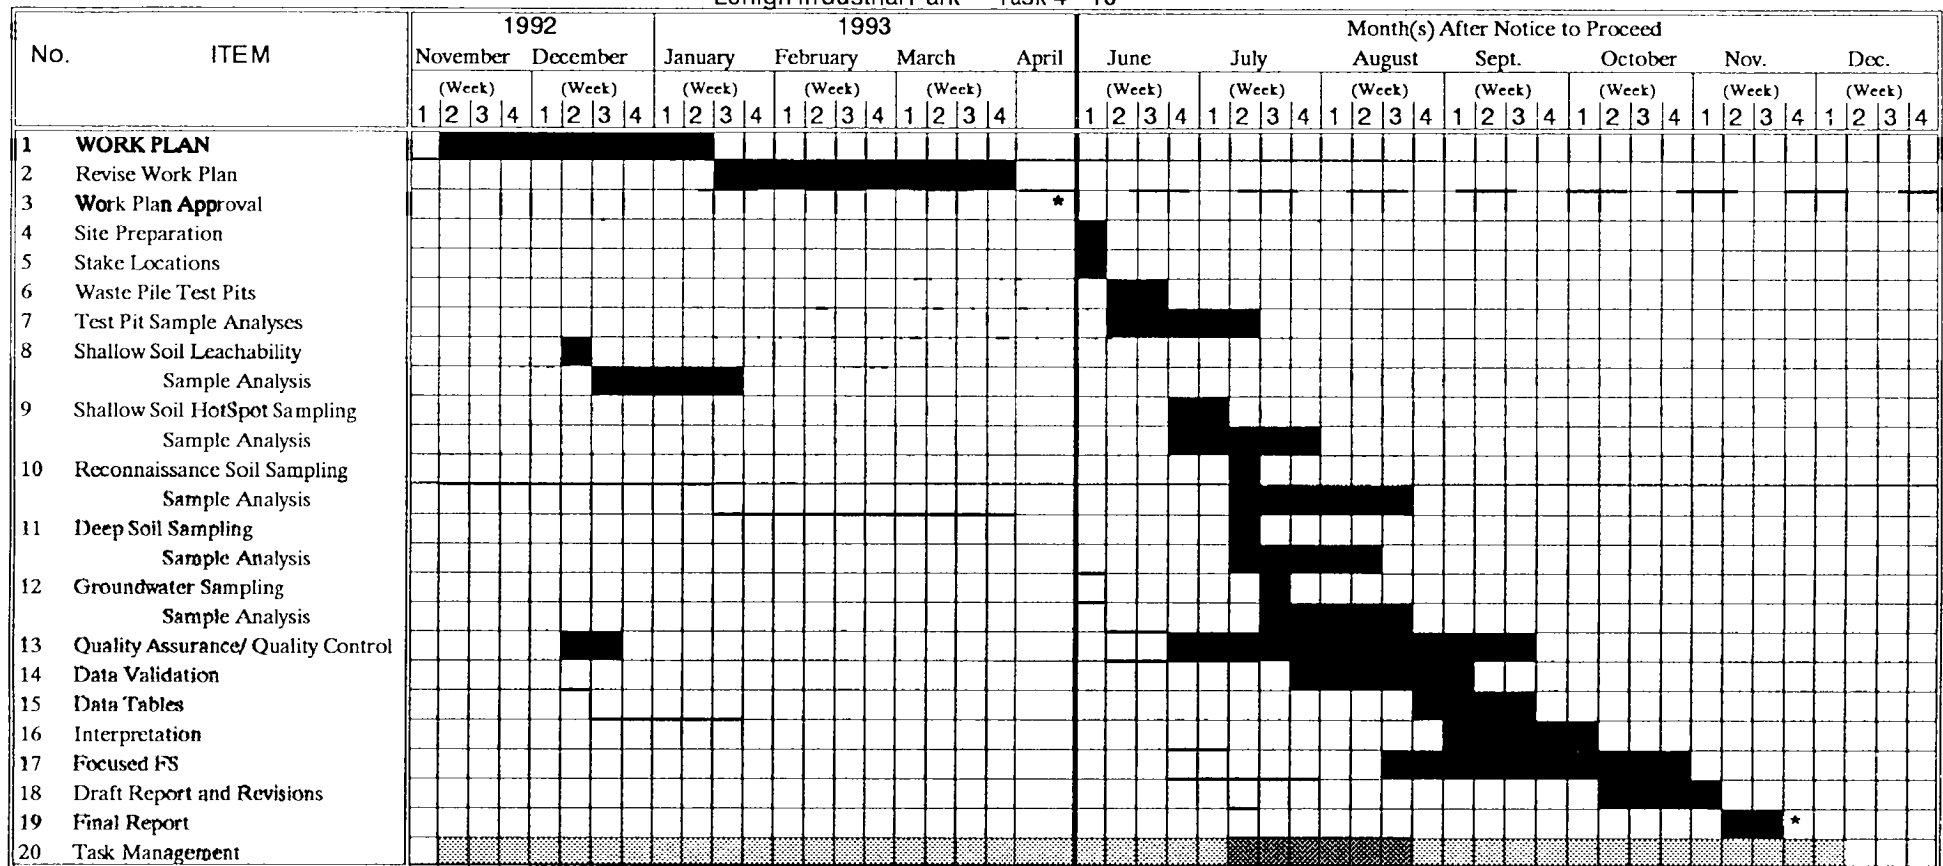 1992 1993 Month(s) After Notice to Proceed
No. ITEM November December January February March April June July August Sept. October Nov. Dec.
(Week) (Week) (Week) (Week) (Week) (Week) (Week) (Week) (Week) (Week) (Week) (Week)
1 2 3 4 1 2 3 4 1 2 3 4 1 2 3 4 1 2 3 4 1 2 3 4 1 2 3 4 1 2 3 4 1 2 3 4 1 2 3 4 1 2 3 4 1 2 3 4
1 WORK PLAN
2 Revise Work Plan
3 Work Plan Approval *
4 Site Preparation
5 Stake Locations
6 Waste Pile Test Pits
7 Test Pit Sample Analyses
8 Shallow Soil Leachability
Sample Analysis
9 Shallow Soil HotSpot Sampling
Sample Analysis
10 Reconnaissance Soil Sampling
Sample Analysis
11 Deep Soil Sampling
Sample Analysis
12 Groundwater Sampling
Sample Analysis
13 Quality Assurance/ Quality Control
14 Data Validation
15 Data Tables
16 Interpretation
17 Focused FS
18 Draft Report and Revisions
19 Final Report *
20 Task Management